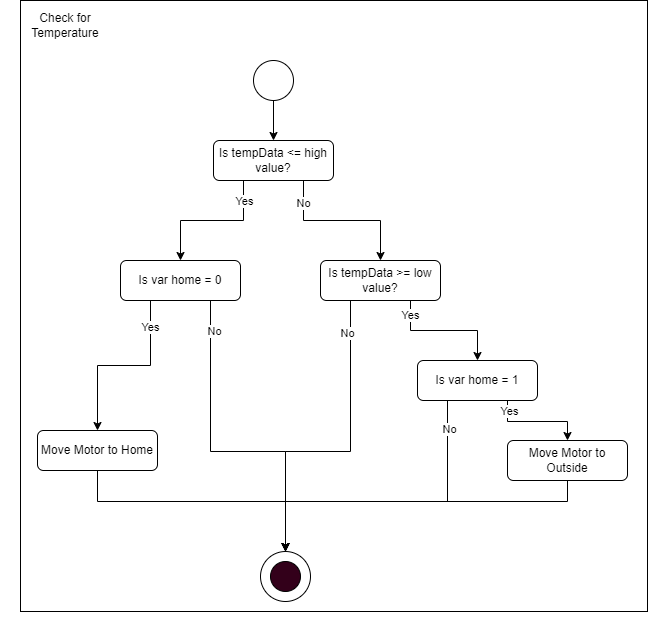 Check for
Temperature
Is tempData <= high
value?
Yes
No
Is var home = 0
Is tempData >= low
value?
Yes
No
No
Yes
Is var home = 1
No
Yes
Move Motor to Home
Move Motor to
Outside